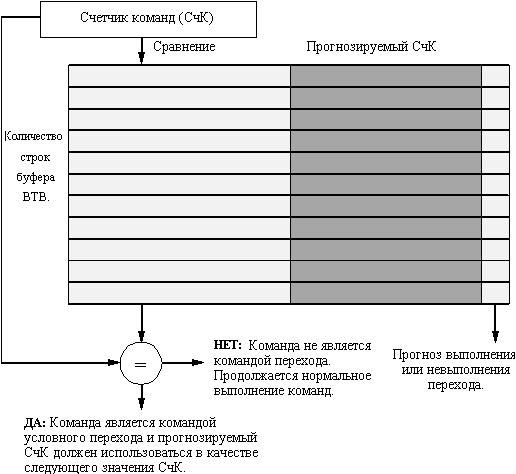 Счетчик команд (СчК)
Сравнение
Прогнозируемый СчК
Количество
строк
буфера
ВТВ.
=
НЕТ: Команда не является
командой перехода.
Продолжается нормальное
выполнение команд.
Прогноз выполнения
или невыполнения
перехода.
ДА: Команда является командой
условного перехода и прогнозируемый
СчК должен использоваться в качестве
следующего значения СчК.